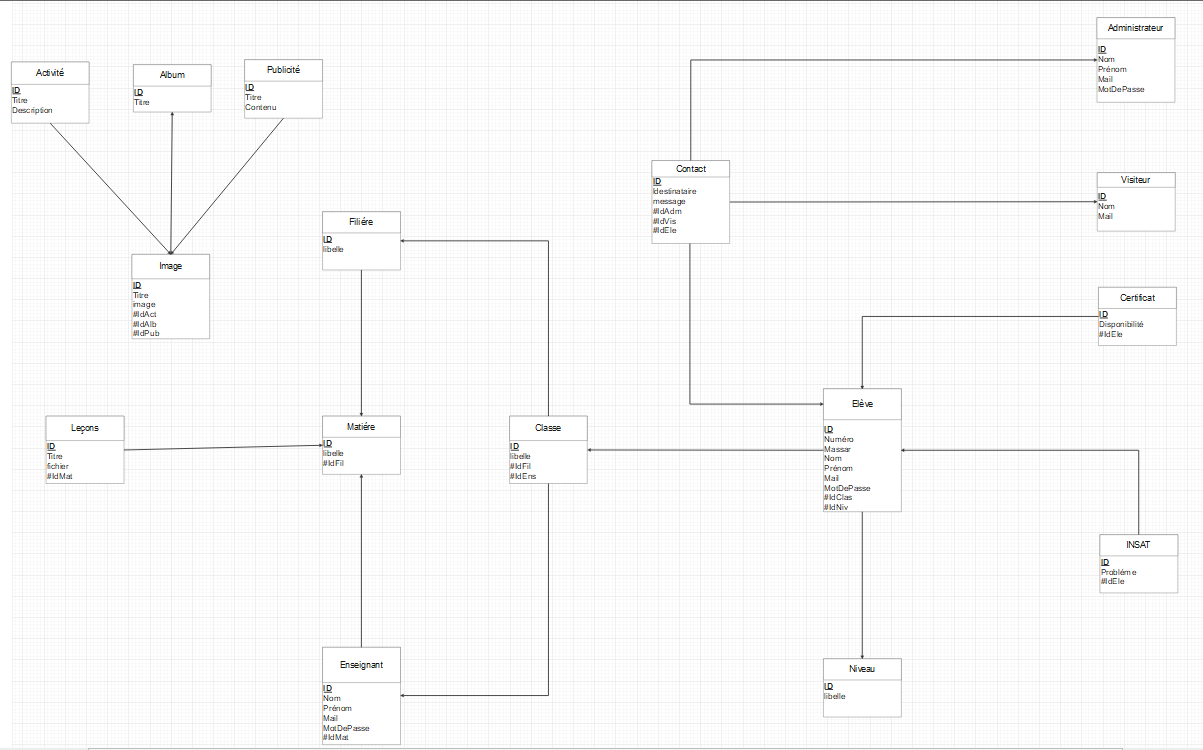 Activité
ID
Titre
Description
Album
ID
Titre
Publicité
ID
Titre
Contenu
Image
ID
Titre
image
#IdAct
#IdAlb
#IdPub
Filiére
ID
libelle
Leçons
ID
Titre
fichier
#IdMat
Matiére
ID
libelle
#IdFil
Classe
ID
libelle
#IdFil
#IdEns
Enseignant
ID
Nom
Prénom
Mail
MotDePasse
#IdMat
Contact
ID
Idestinataire
message
#IdAdm
#IdVis
#IdEle
Administrateur
ID
Nom
Prénom
Mail
MotDePasse
Visiteur
ID
Nom
Mail
Certificat
ID
Disponibilité
#IdEle
Elève
ID
Numéro
Massar
Nom
Prénom
Mail
MotDePasse
#IdClas
#IdNiv
INSAT
ID
Probléme
#IdEle
Niveau
ID
libelle